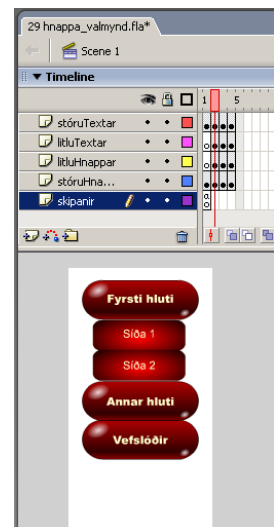 29 hnappa_valmynd.fla*
Scene 1
Timeline
1 5
stóruTextar
litluTextar
litluHnappar
stóruHna...
skipanir
a
Fyrsti hluti
Síða 1
Síða 2
Annar hluti
Vefslóðir